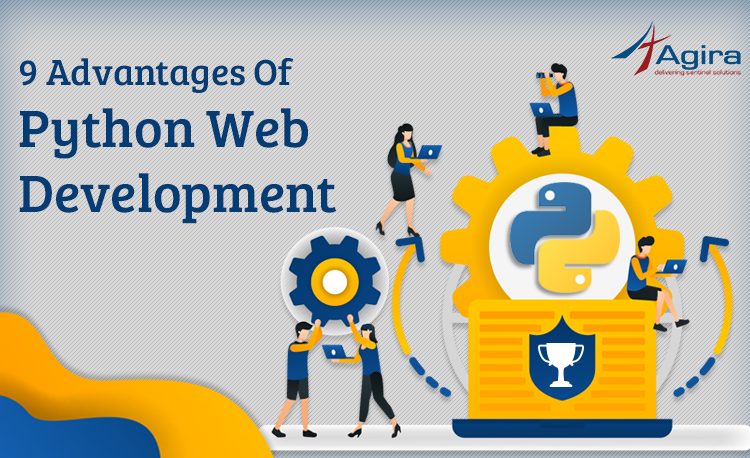 9 Advantages Of
Python Web
Development
Agira
delivering sentinel solutions